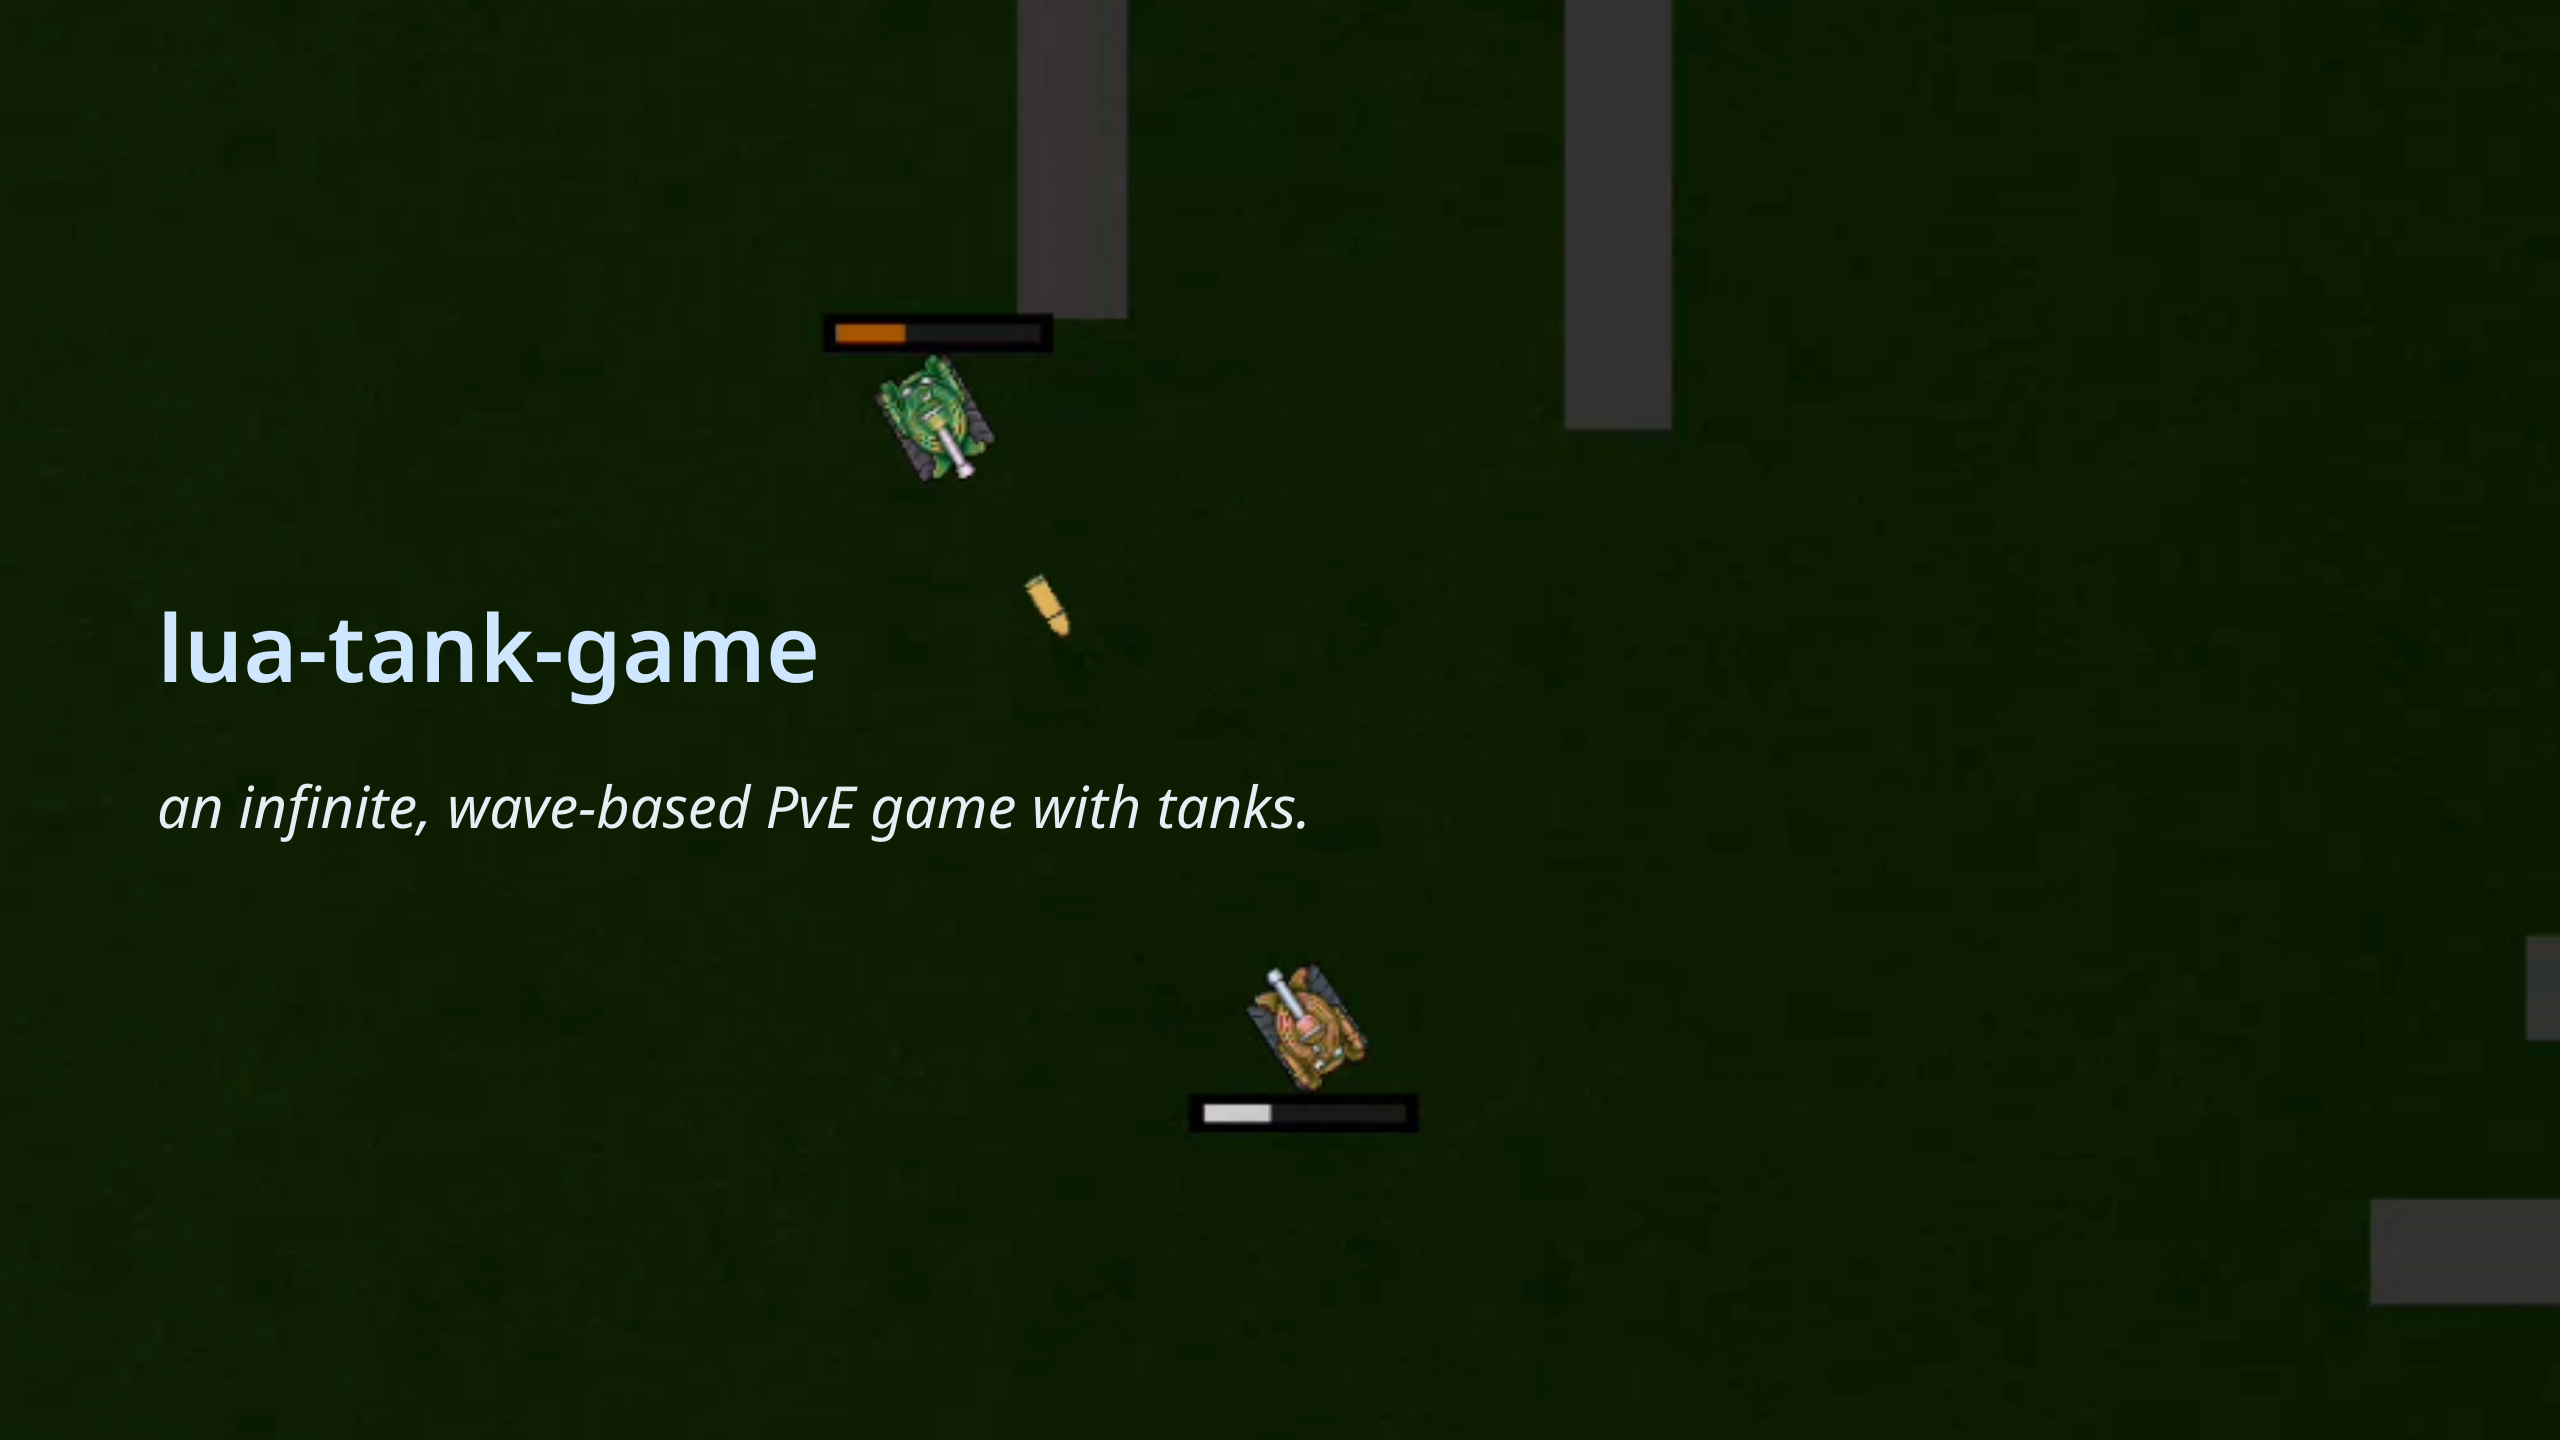 lua-tank-game
an infinite, wave-based PvE game with tanks.